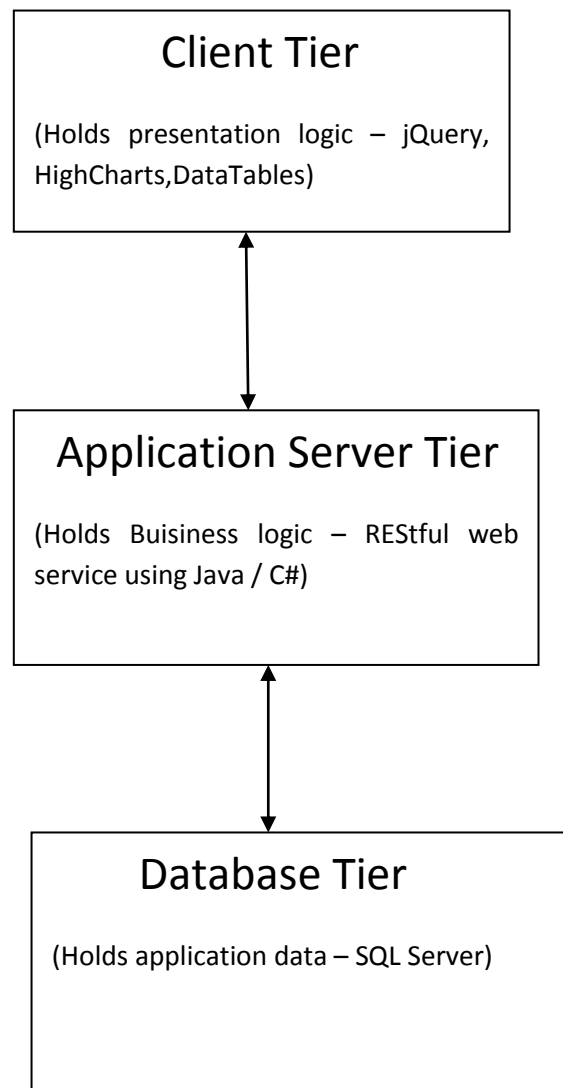 Client Tier
(Holds presentation logic – jQuery,
HighCharts,DataTables)
Application Server Tier
(Holds Buisiness logic – REStful web
service using Java / C#)
Database Tier
(Holds application data – SQL Server)